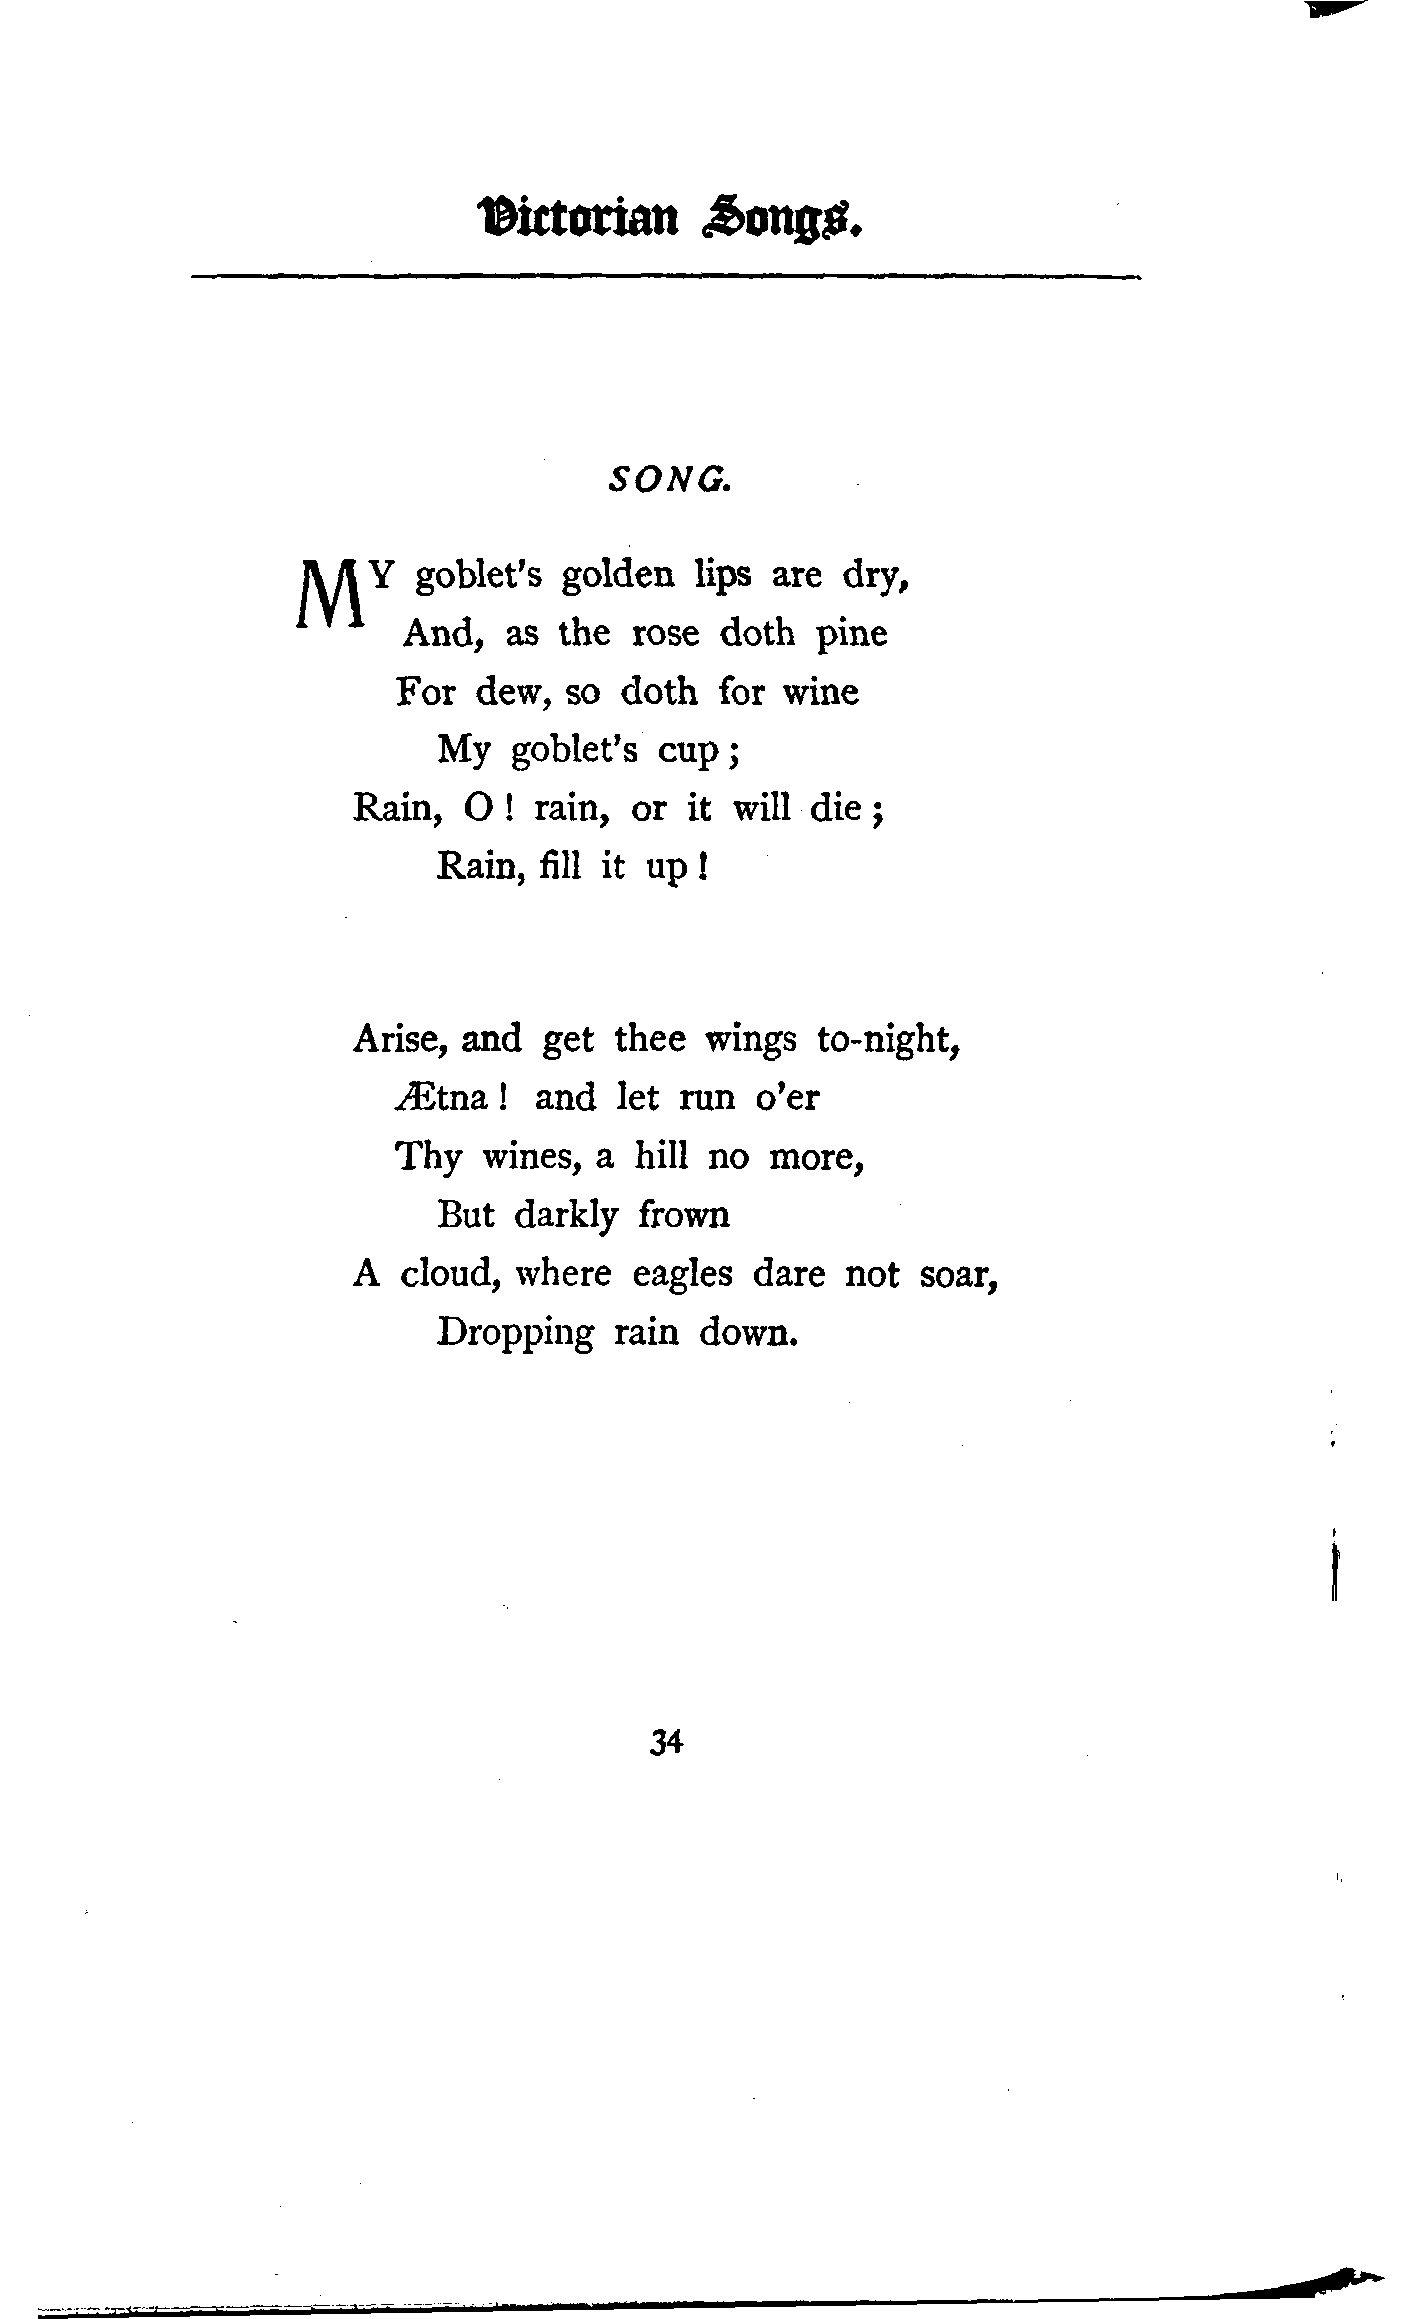 Victorian Songs.
SONG.
MY goblet's golden lips are dry,
And, as the rose doth pine
For dew, so doth for wine
My goblet's cup;
Rain, O! rain, or it will die;
Rain, fill it up!
Arise, and get thee wings to-night,
Ætna! and let run o'er
Thy wines, a hill no more,
But darkly frown
A cloud, where eagles dare not soar,
Dropping rain down.
34